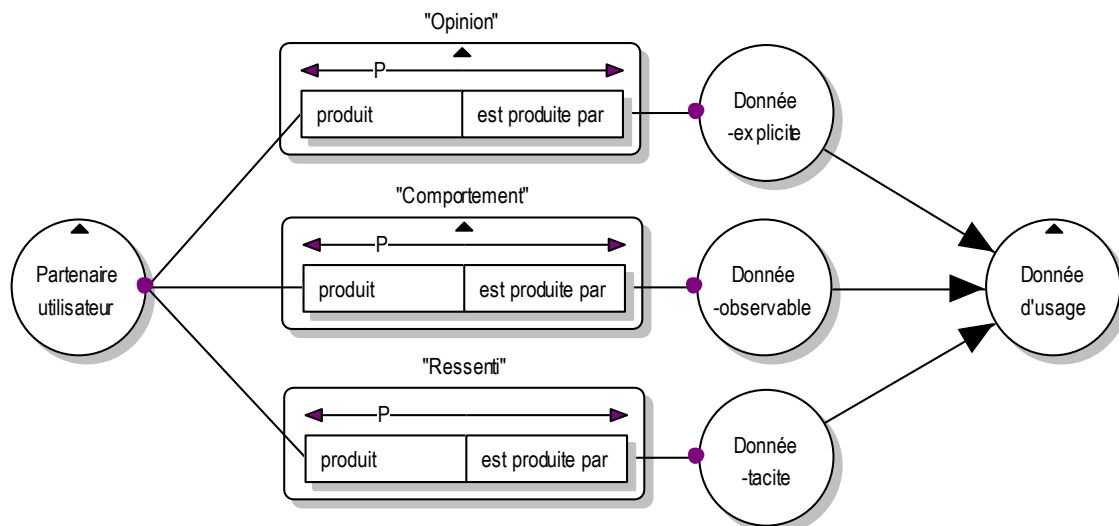 "Opinion"
P
produit
est produite par
Donnée
-explicite
"Comportement"
P
produit
est produite par
Partenaire
utilisateur
Donnée
-observable
Donnée
d'usage
"Ressenti"
P
produit
est produite par
Donnée
-tacite